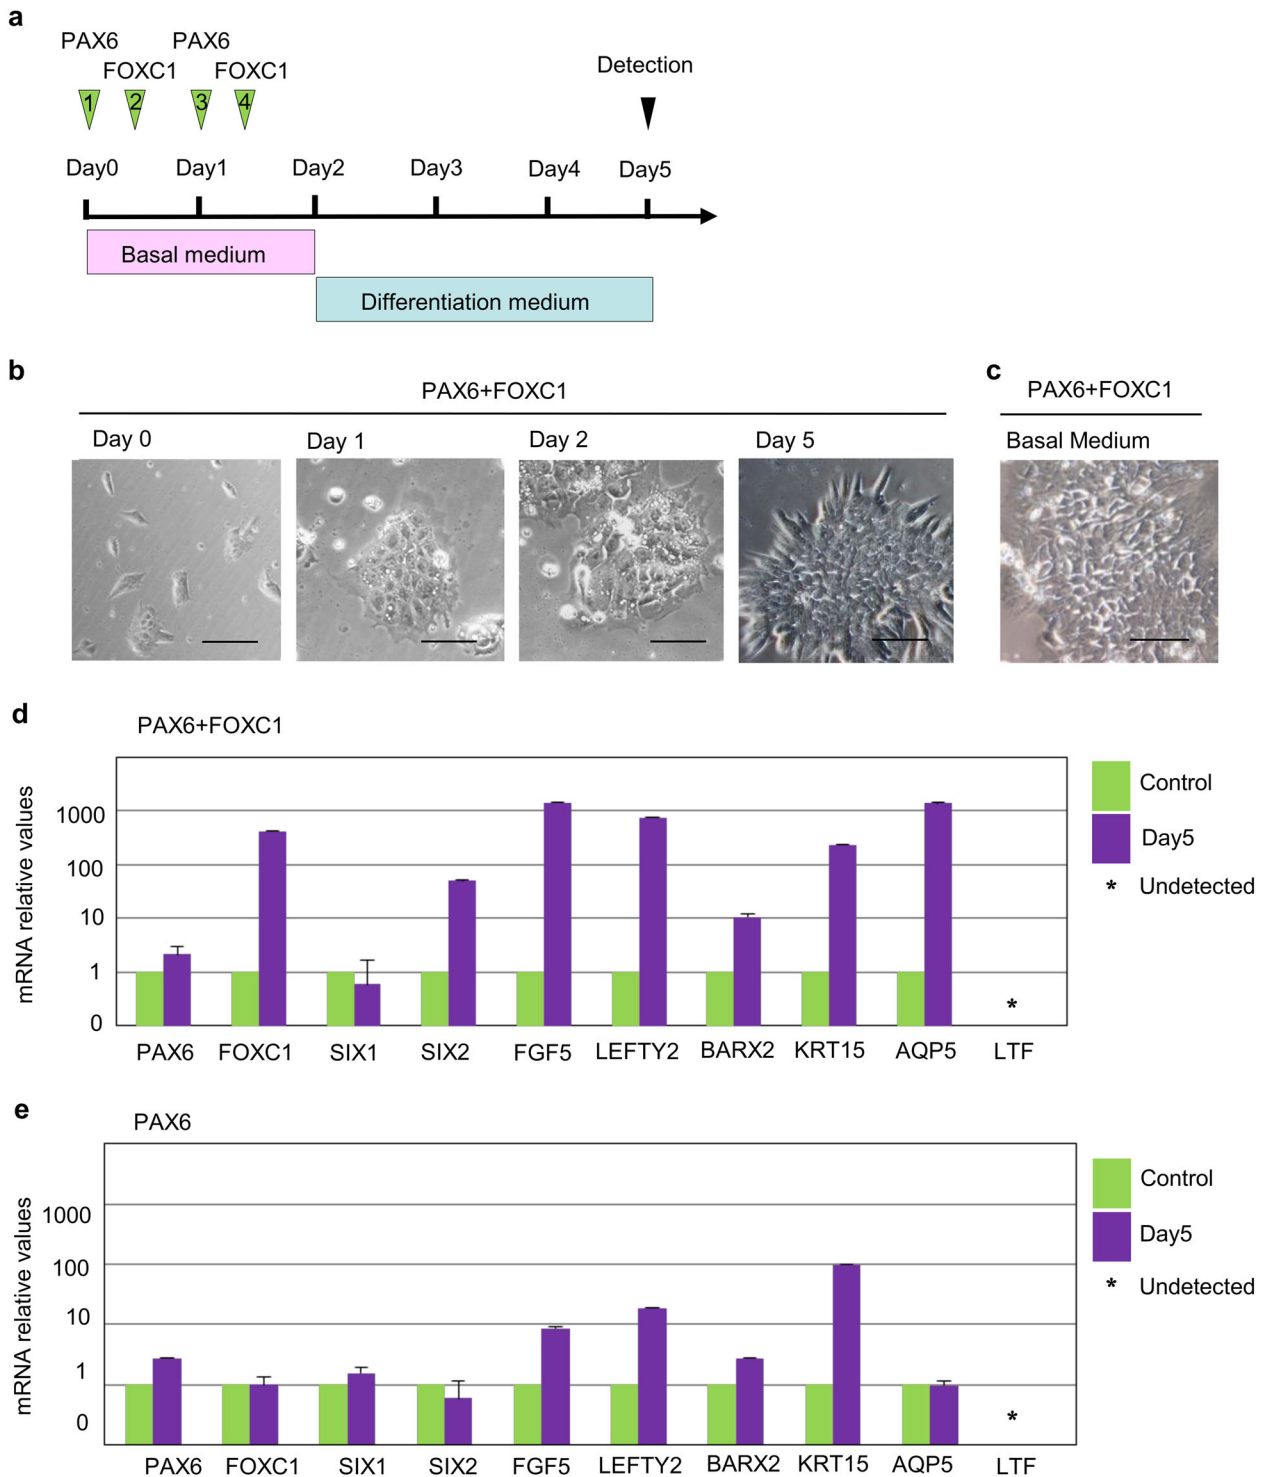 a
PAX6 PAX6
FOXC1 FOXC1
Detection
1 2 3 4
Day0 Day1 Day2 Day3 Day4 Day5
Basal medium
Differentiation medium
b
PAX6+FOXC1
Day 0 Day 1 Day 2 Day 5
c
PAX6+FOXC1
Basal Medium
d
PAX6+FOXC1
mRNA relative values
1000
100
10
1
0
PAX6 FOXC1 SIX1 SIX2 FGF5 LEFTY2 BARX2 KRT15 AQP5 LTF
*
Control
Day5
* Undetected
e
PAX6
mRNA relative values
1000
100
10
1
0
PAX6 FOXC1 SIX1 SIX2 FGF5 LEFTY2 BARX2 KRT15 AQP5 LTF
*
Control
Day5
* Undetected